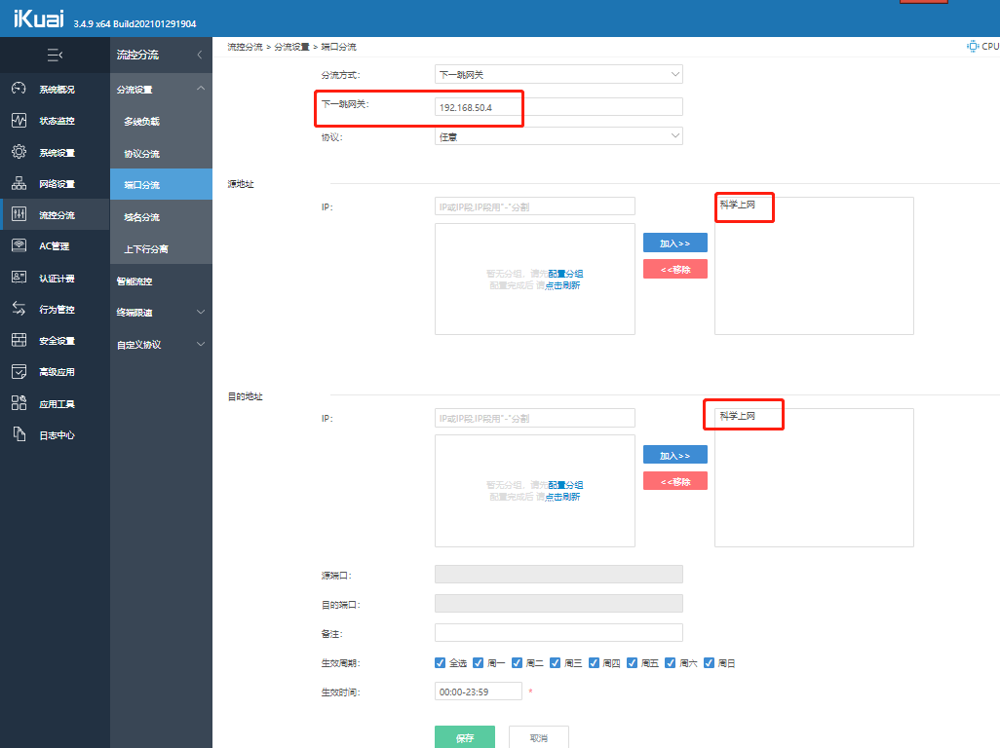 iKuai 3.4.9 x64 Build202101291904
流控分流
流控分流 > 分流设置 > 端口分流
CPU
系统概况
状态监控
系统设置
网络设置
流控分流
AC管理
认证计费
行为管控
安全设置
高级应用
应用工具
日志中心
分流设置
多线负载
协议分流
端口分流
域名分流
上下行分离
智能流控
终端限速
自定义协议
分流方式: 下一跳网关
下一跳网关: 192.168.50.4
协议: 任意
源地址
IP: IP或IP段,IP段用"-"分割
科学上网
加入>>
<<移除
暂无分组，请先配置分组
配置完成后 请点击刷新
目的地址
IP: IP或IP段,IP段用"-"分割
科学上网
加入>>
<<移除
暂无分组，请先配置分组
配置完成后 请点击刷新
源端口:
目的端口:
备注:
生效周期: 全选 周一 周二 周三 周四 周五 周六 周日
生效时间: 00:00-23:59 *
保存 取消